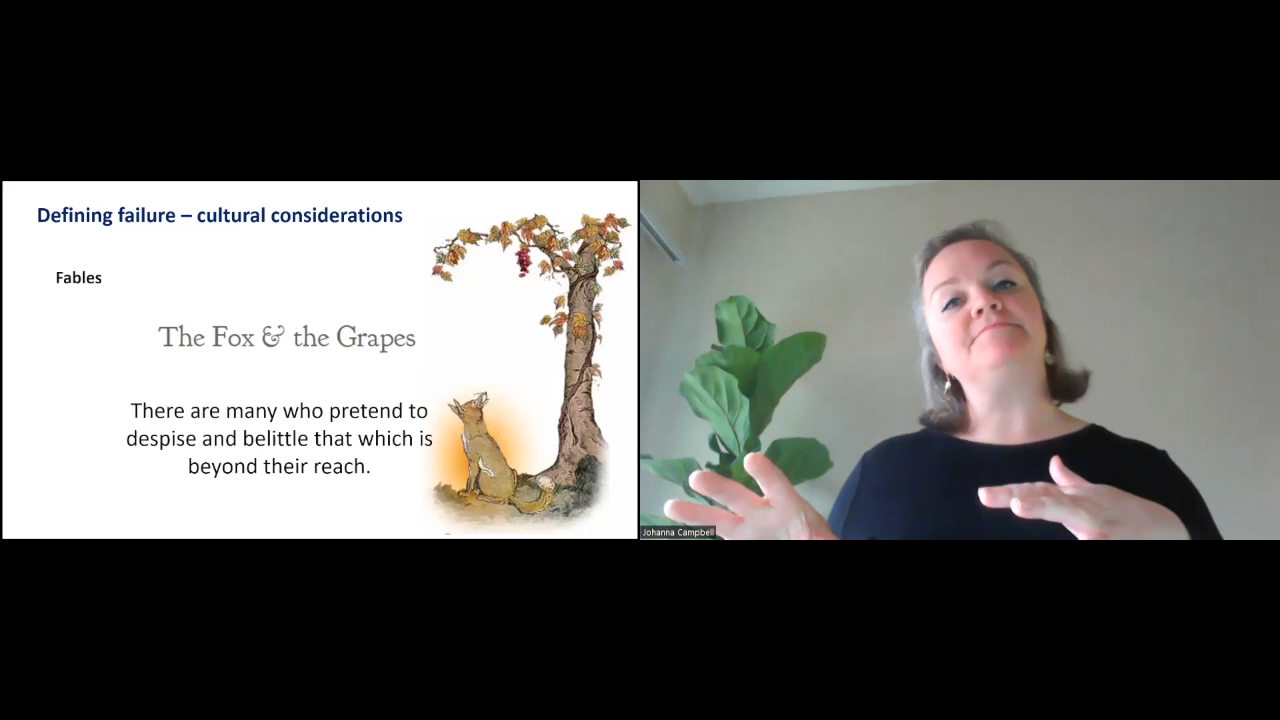 Defining failure – cultural considerations
Fables
The Fox & the Grapes
There are many who pretend to
despise and belittle that which is
beyond their reach.
Johanna Campbell